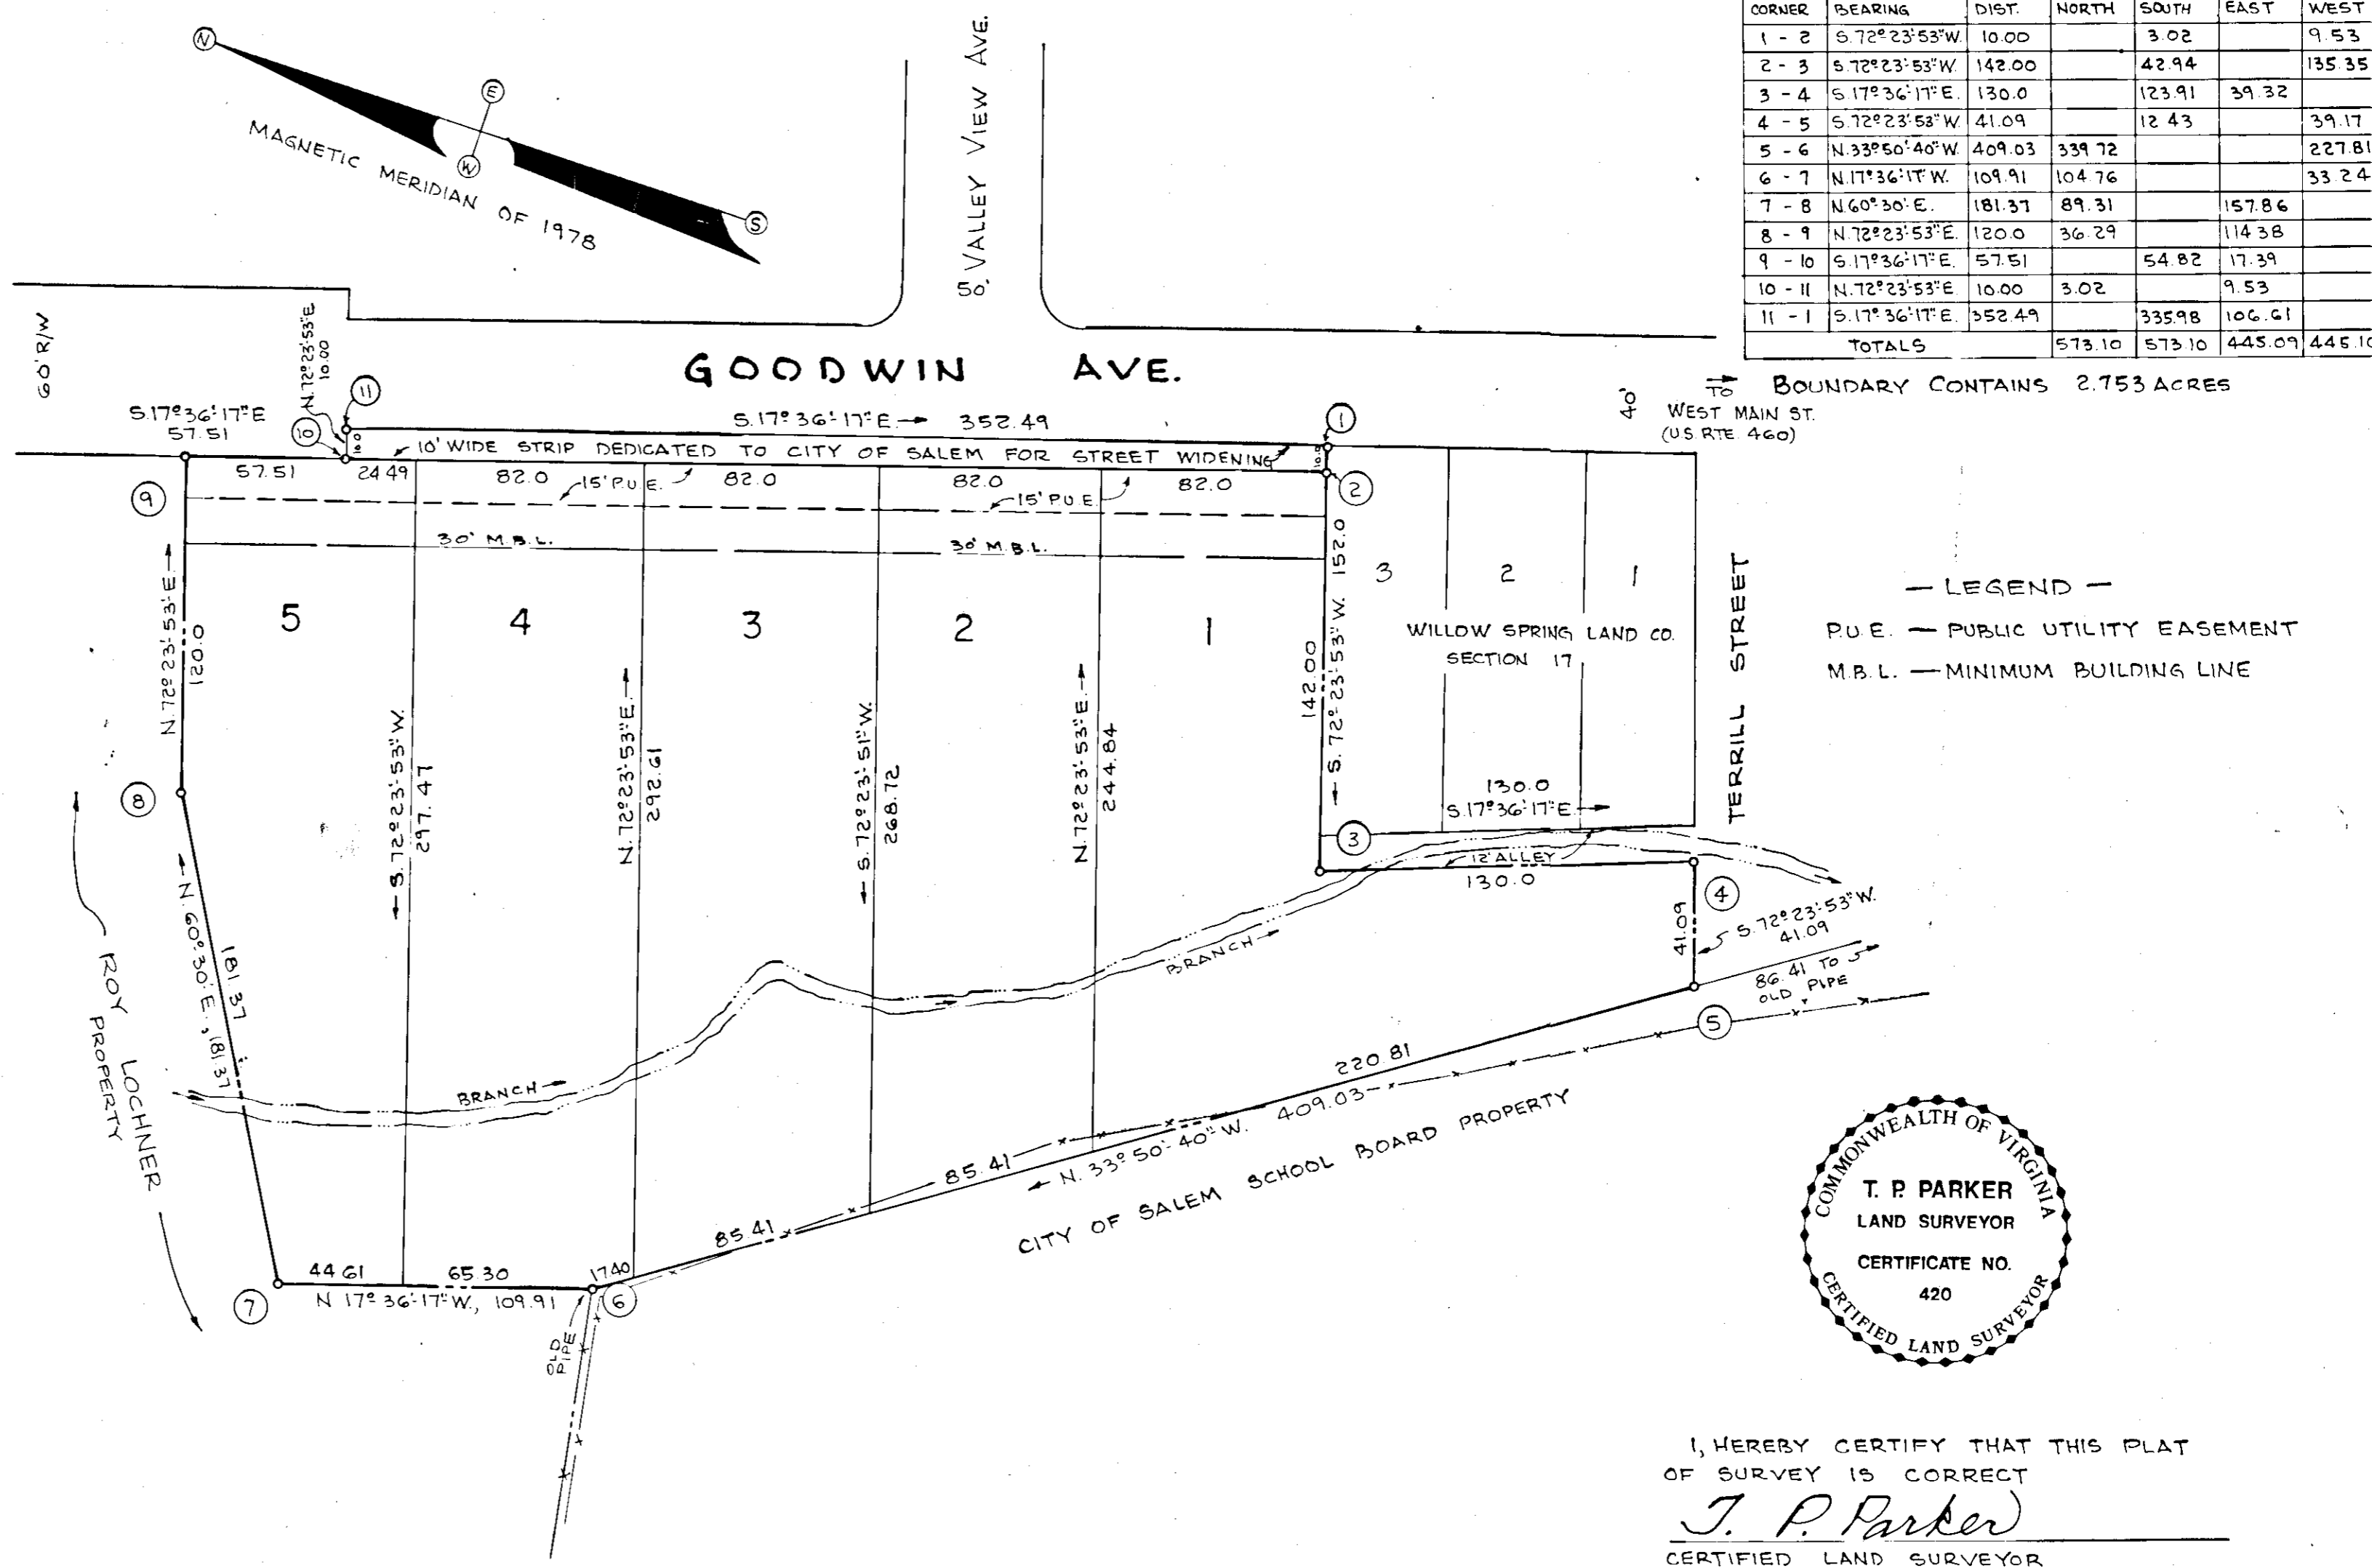 CORNER BEARING DIST. NORTH SOUTH EAST WEST
1 - 2 S.72°23'53"W. 10.00 3.02 9.53
2 - 3 S.72°23'53"W. 142.00 42.94 135.35
3 - 4 S.17°36'17"E. 130.0 123.91 39.32
4 - 5 S.72°23'53"W. 41.09 12.43 39.17
5 - 6 N.33°50'40"W. 409.03 339.72 227.81
6 - 7 N.17°36'17"W. 109.91 104.76 33.24
7 - 8 N.60°30'E. 181.37 89.31 157.86
8 - 9 N.72°23'53"E. 120.0 36.29 114.38
9 - 10 S.17°36'17"E. 57.51 54.82 17.39
10 - 11 N.72°23'53"E. 10.00 3.02 9.53
11 - 1 S.17°36'17"E. 352.49 335.98 106.61
TOTALS 573.10 573.10 445.09 445.10
BOUNDARY CONTAINS 2.753 ACRES
N
E
W
S
MAGNETIC MERIDIAN OF 1978
50' VALLEY VIEW AVE.
60' R/W
N.72°23'53"E
10.00
GOODWIN AVE.
40'
TO
WEST MAIN ST.
(U.S. RTE. 460)
S.17°36'17"E
57.51
11
10
10.0
S.17°36'17"E. 352.49
1
10' WIDE STRIP DEDICATED TO CITY OF SALEM FOR STREET WIDENING
10.0
9
57.51 24.49 82.0 82.0 82.0 82.0
2
15' P.U.E.
15' P.U.E.
30' M.B.L.
30' M.B.L.
N.72°23'53"E.
120.0
5
4
3
2
1
S.72°23'53"W.
297.47
N.72°23'53"E.
292.61
S.72°23'51"W.
268.72
N.72°23'53"E.
244.84
142.00
S.72°23'53"W. 152.0
3 2 1
WILLOW SPRING LAND CO.
SECTION 17
130.0
S.17°36'17"E.
TERRILL STREET
- LEGEND -
P.U.E. - PUBLIC UTILITY EASEMENT
M.B.L. - MINIMUM BUILDING LINE
3
12' ALLEY
130.0
4
41.09
S.72°23'53"W.
41.09
86.41 TO
OLD PIPE
5
8
N.60°30'E., 181.37
181.37
ROY LOCHNER
PROPERTY
BRANCH
BRANCH
220.81
85.41
85.41
17.40
N.33°50'40"W. 409.03
CITY OF SALEM SCHOOL BOARD PROPERTY
7
44.61 65.30
N 17°36'17"W., 109.91
6
OLD
PIPE
COMMONWEALTH OF VIRGINIA
T. P. PARKER
LAND SURVEYOR
CERTIFICATE NO.
420
CERTIFIED LAND SURVEYOR
I, HEREBY CERTIFY THAT THIS PLAT
OF SURVEY IS CORRECT
T. P. Parker
CERTIFIED LAND SURVEYOR